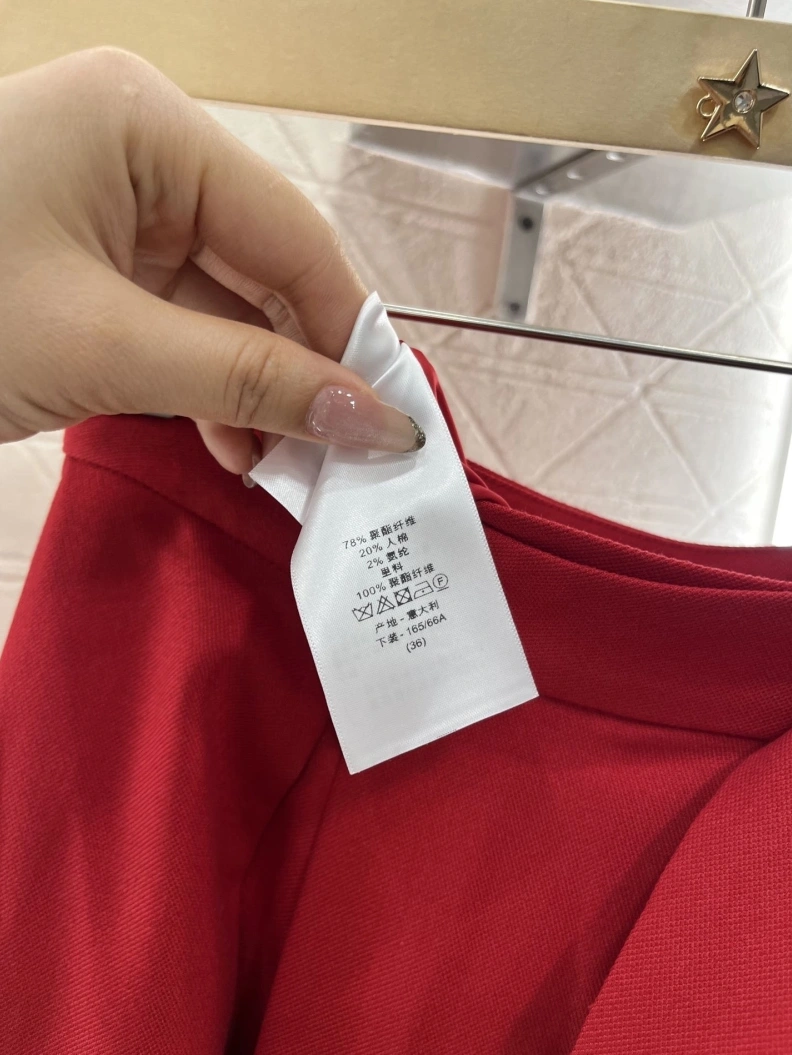 78% 聚酯纤维
20% 人棉
2% 氨纶
里料
100% 聚酯纤维
F
产地 - 意大利
下装 - 165/66A
(36)